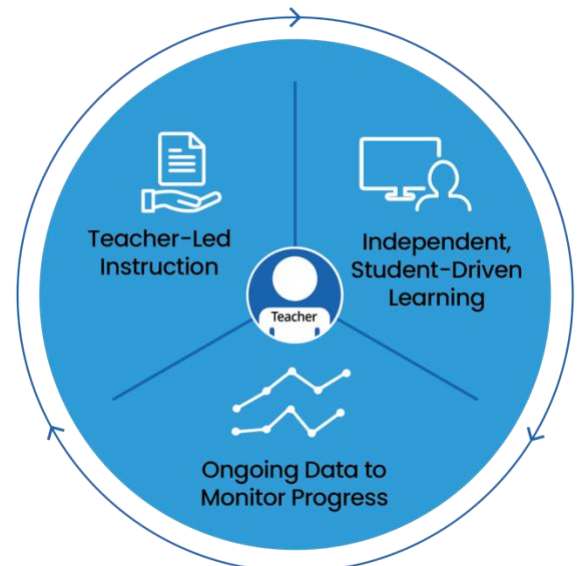 Teacher-Led
Instruction
Independent,
Student-Driven
Learning
Teacher
Ongoing Data to
Monitor Progress